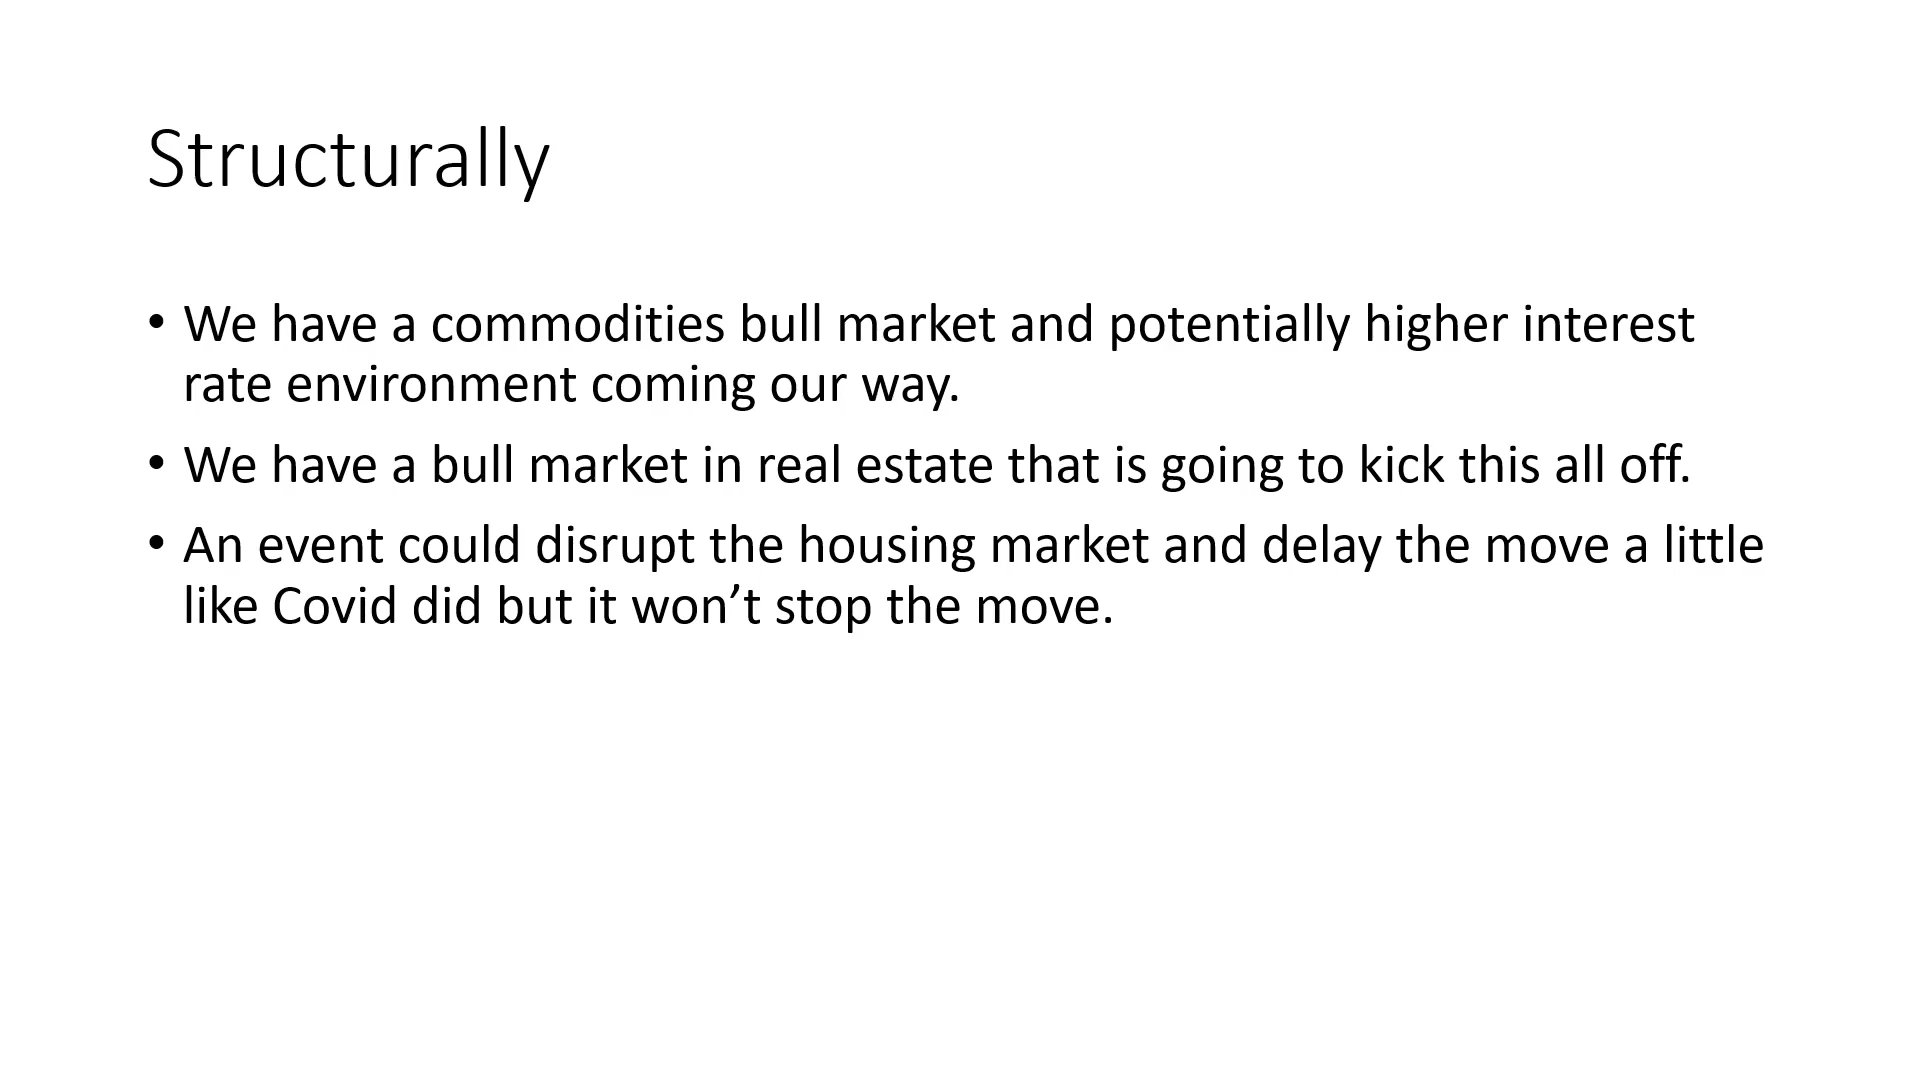 Structurally
• We have a commodities bull market and potentially higher interest
rate environment coming our way.
• We have a bull market in real estate that is going to kick this all off.
• An event could disrupt the housing market and delay the move a little
like Covid did but it won’t stop the move.